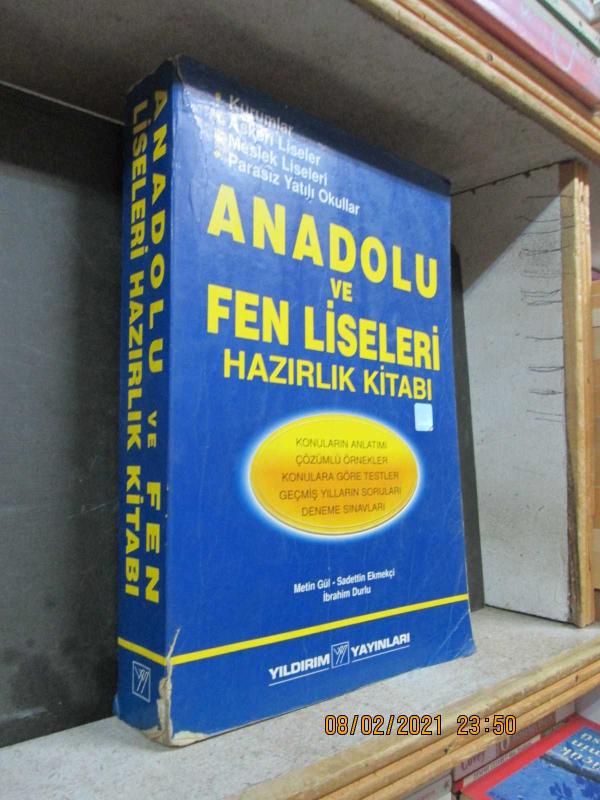 ANADOLU VE FEN
LİSELERİ HAZIRLIK KİTABI
• Kurumlar
• Askeri Liseler
• Meslek Liseleri
• Parasız Yatılı Okullar
ANADOLU
VE
FEN LİSELERİ
HAZIRLIK KİTABI
KONULARIN ANLATIMI
ÇÖZÜMLÜ ÖRNEKLER
KONULARA GÖRE TESTLER
GEÇMİŞ YILLARIN SORULARI
DENEME SINAVLARI
Metin Gül - Sadettin Ekmekçi
İbrahim Durlu
YILDIRIM YAYINLARI
08/02/2021 23:50